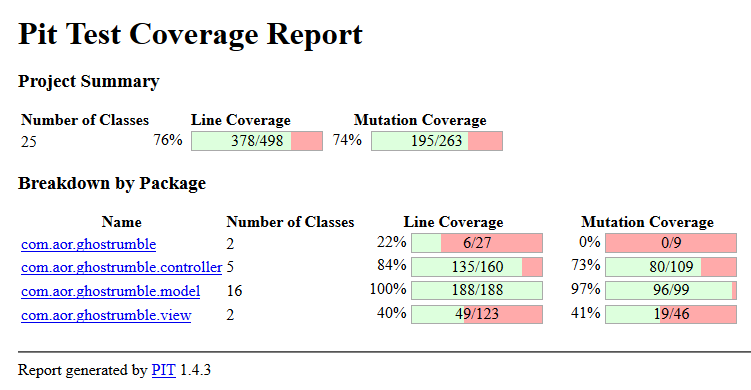 Pit Test Coverage Report
Project Summary
Number of Classes Line Coverage Mutation Coverage
25 76% 378/498 74% 195/263
Breakdown by Package
Name Number of Classes Line Coverage Mutation Coverage
com.aor.ghostrumble 2 22% 6/27 0% 0/9
com.aor.ghostrumble.controller 5 84% 135/160 73% 80/109
com.aor.ghostrumble.model 16 100% 188/188 97% 96/99
com.aor.ghostrumble.view 2 40% 49/123 41% 19/46
Report generated by PIT 1.4.3